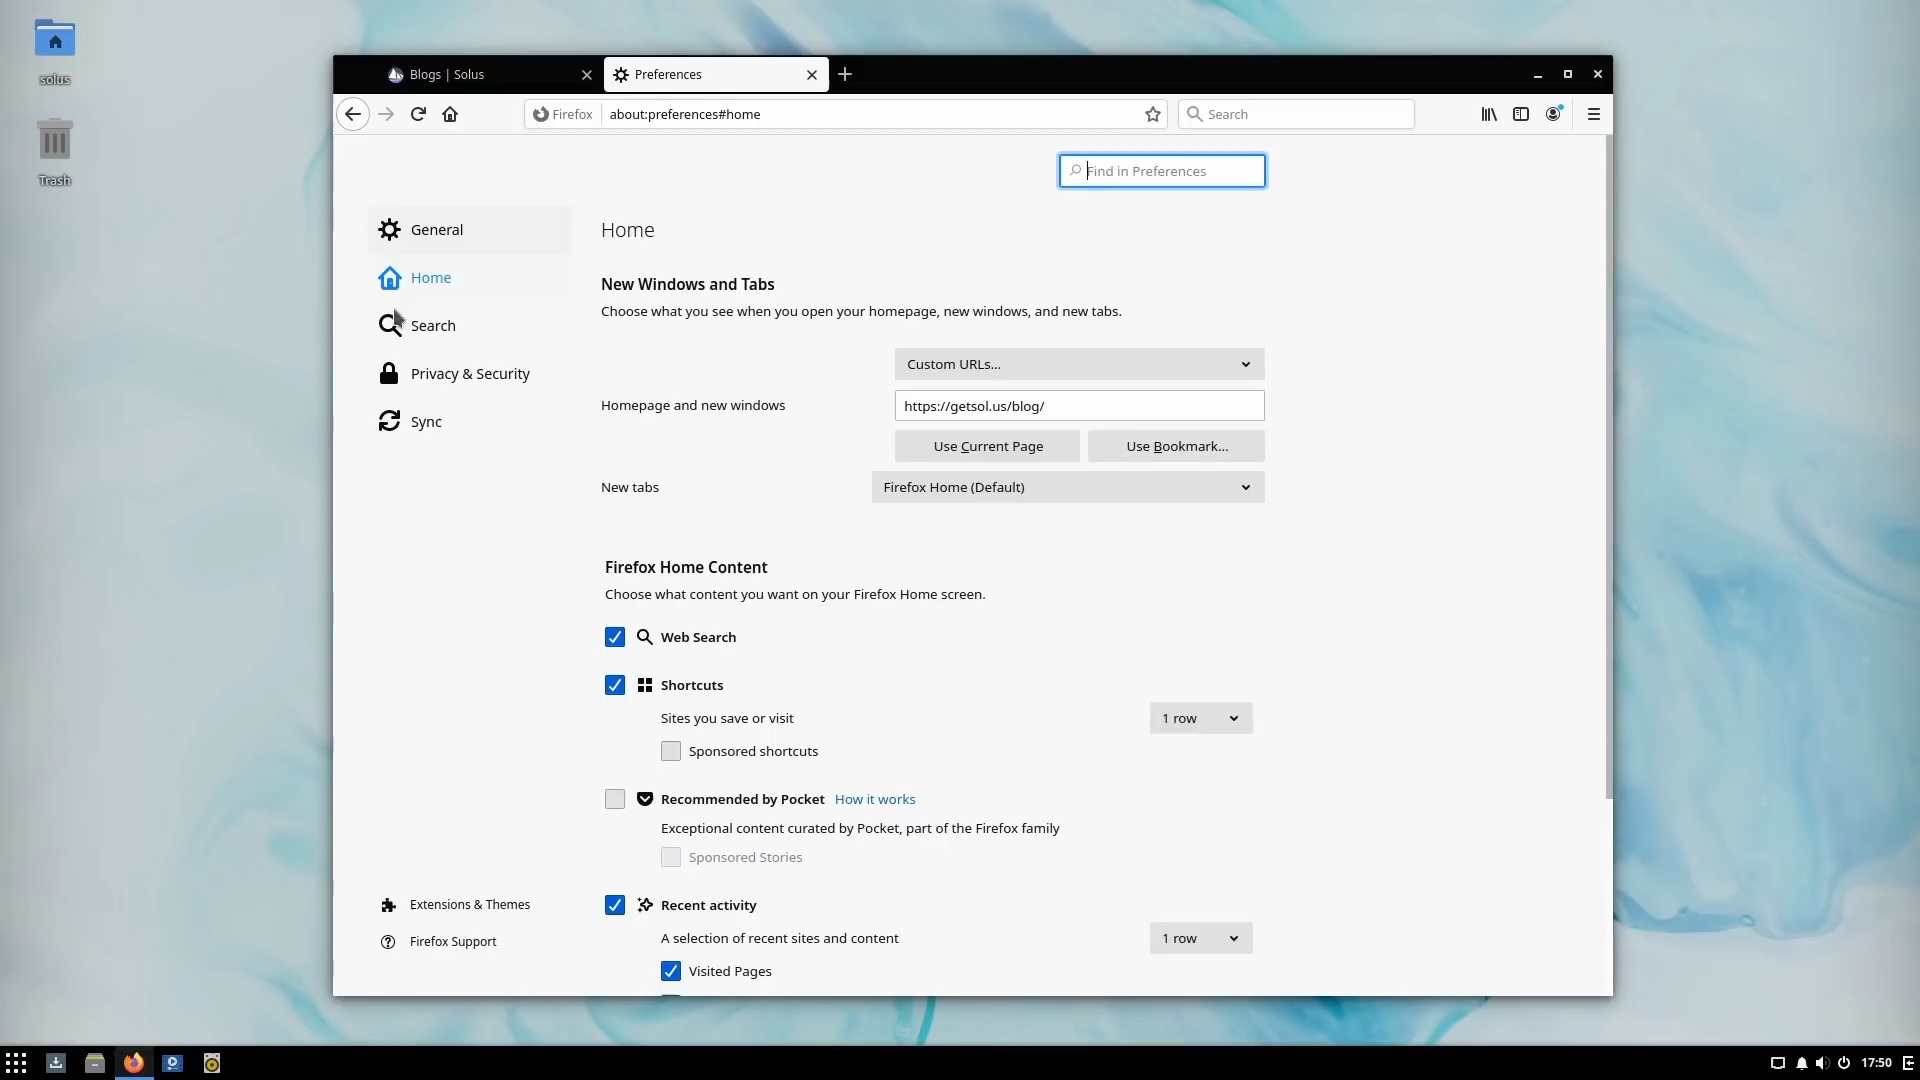 solus
Trash
Blogs | Solus
Preferences
Firefox
about:preferences#home
Search
Find in Preferences
General
Home
Search
Privacy & Security
Sync
Extensions & Themes
Firefox Support
Home
New Windows and Tabs
Choose what you see when you open your homepage, new windows, and new tabs.
Custom URLs...
Homepage and new windows
https://getsol.us/blog/
Use Current Page
Use Bookmark...
New tabs
Firefox Home (Default)
Firefox Home Content
Choose what content you want on your Firefox Home screen.
Web Search
Shortcuts
Sites you save or visit
1 row
Sponsored shortcuts
Recommended by Pocket How it works
Exceptional content curated by Pocket, part of the Firefox family
Sponsored Stories
Recent activity
A selection of recent sites and content
1 row
Visited Pages
17:50